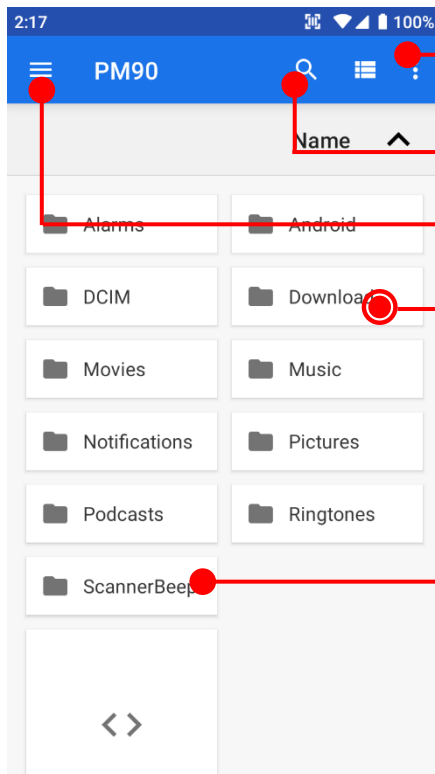 2:17 100%
PM90
Name
Alarms Android
DCIM Download
Movies Music
Notifications Pictures
Podcasts Ringtones
ScannerBeep